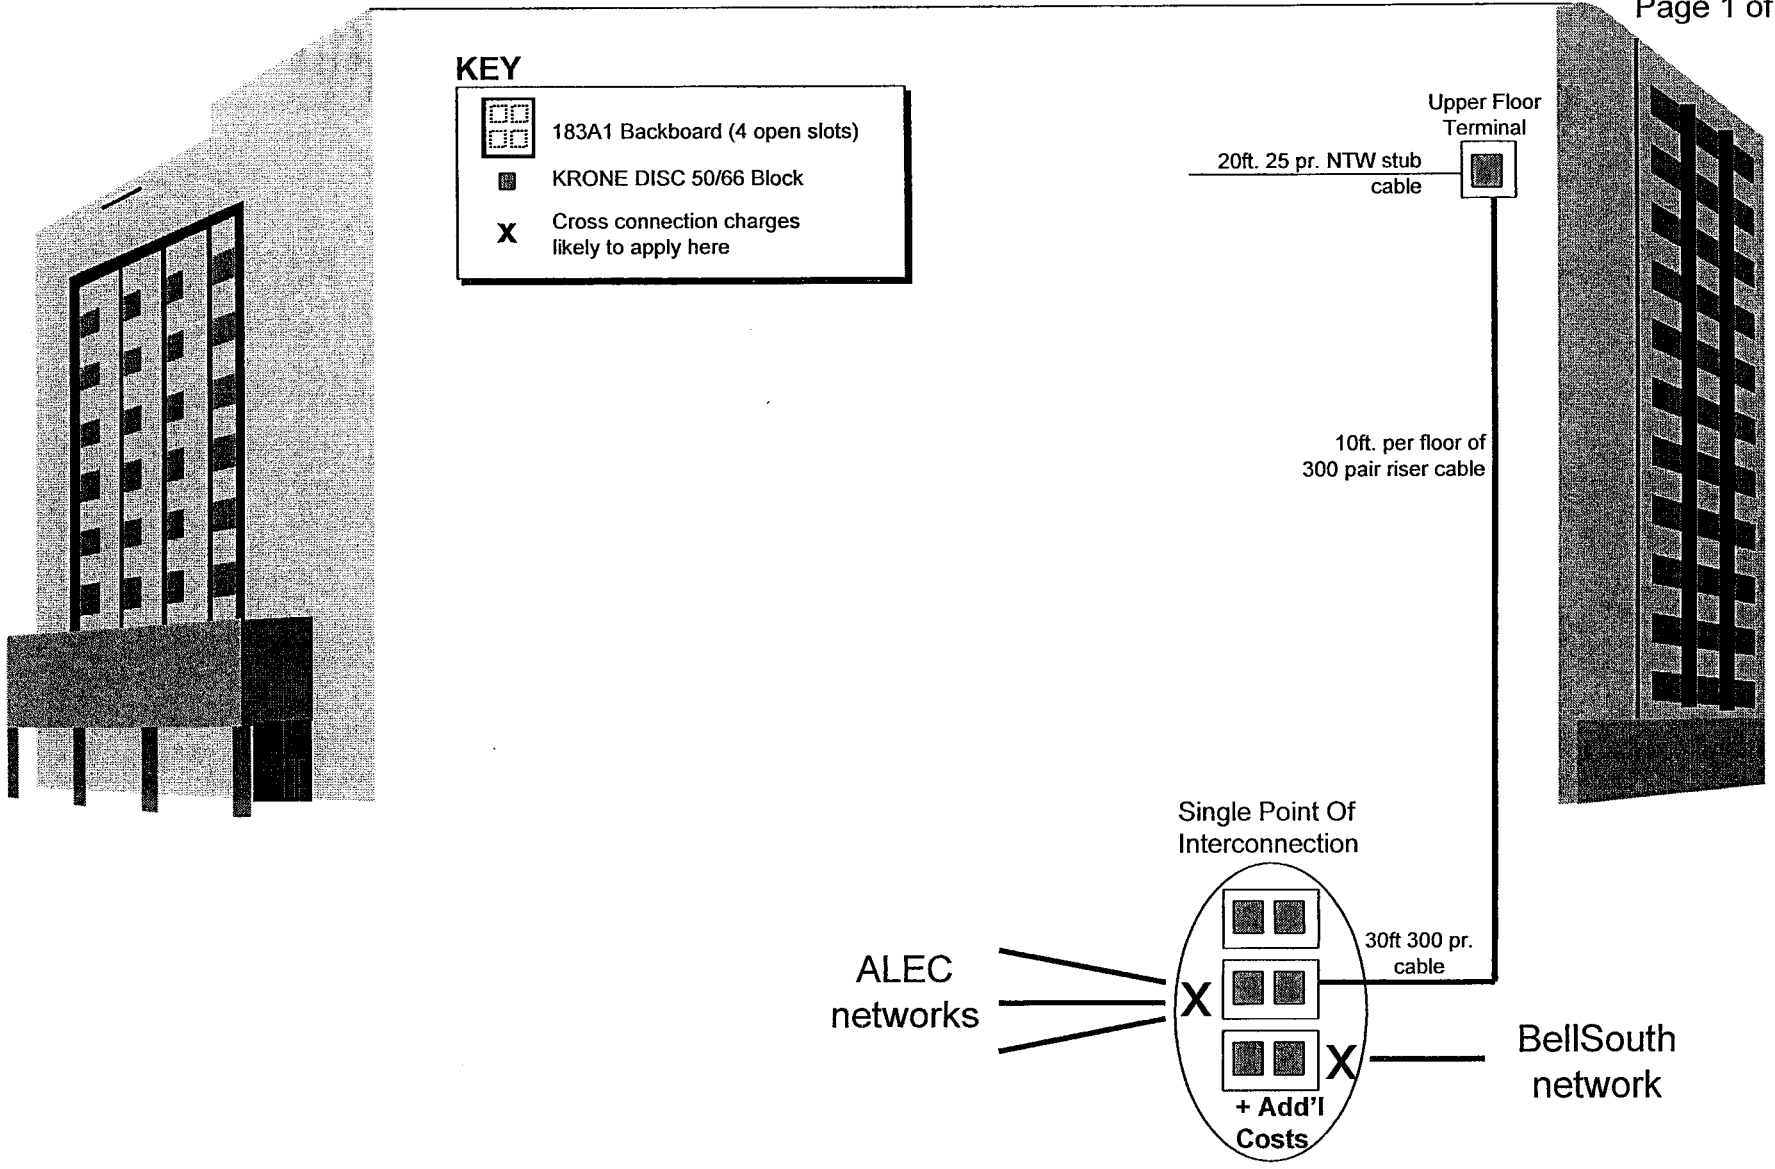 Page 1 of
KEY
183A1 Backboard (4 open slots)
KRONE DISC 50/66 Block
X
Cross connection charges
likely to apply here
Upper Floor
Terminal
20ft. 25 pr. NTW stub
cable
10ft. per floor of
300 pair riser cable
Single Point Of
Interconnection
30ft 300 pr.
cable
ALEC
networks
X
X
BellSouth
network
+ Add'l
Costs